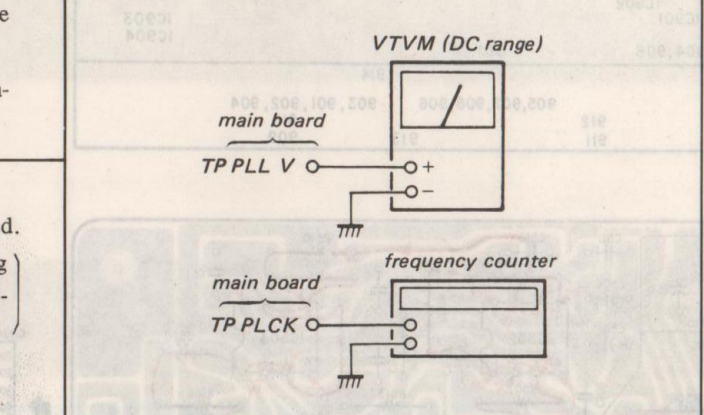 VTVM (DC range)
main board
TP PLL V
+
−
d.
frequency counter
main board
TP PLCK